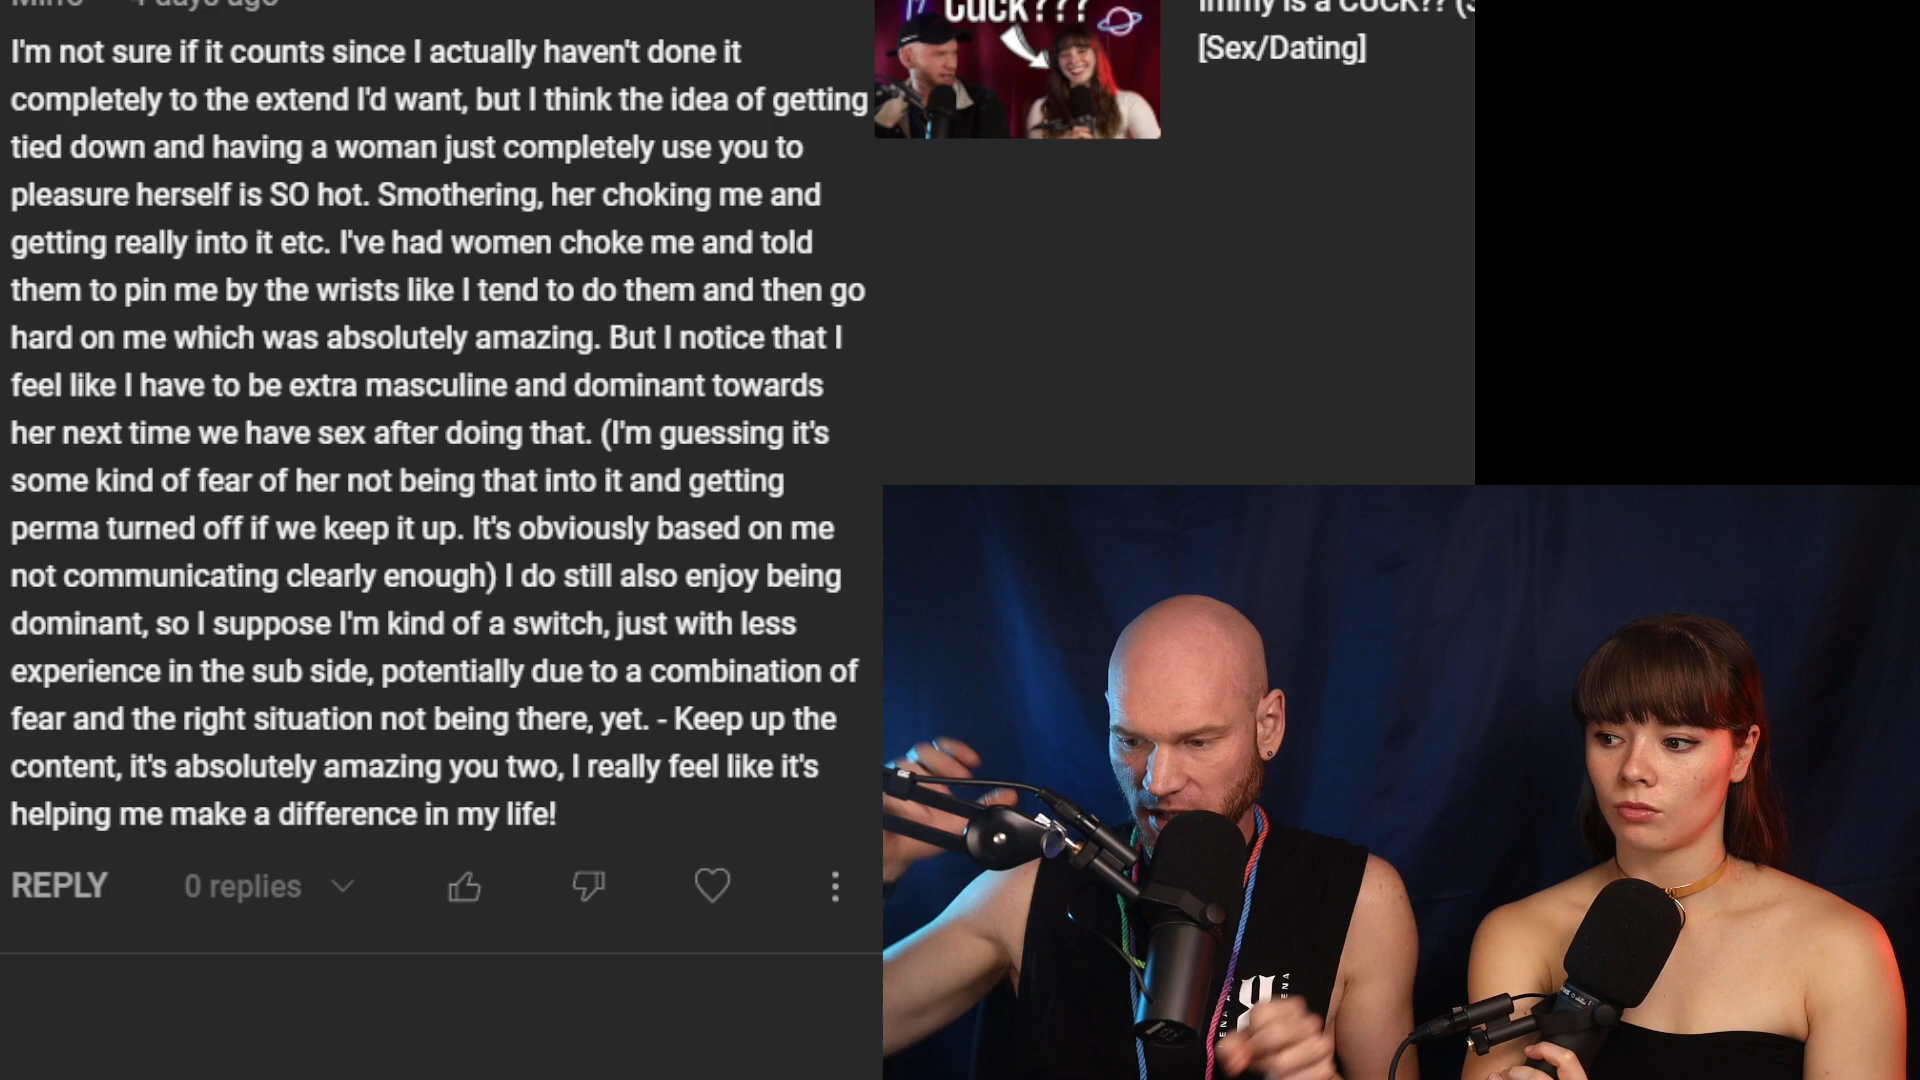 4 days ago
I'm not sure if it counts since I actually haven't done it
completely to the extend I'd want, but I think the idea of getting
tied down and having a woman just completely use you to
pleasure herself is SO hot. Smothering, her choking me and
getting really into it etc. I've had women choke me and told
them to pin me by the wrists like I tend to do them and then go
hard on me which was absolutely amazing. But I notice that I
feel like I have to be extra masculine and dominant towards
her next time we have sex after doing that. (I'm guessing it's
some kind of fear of her not being that into it and getting
perma turned off if we keep it up. It's obviously based on me
not communicating clearly enough) I do still also enjoy being
dominant, so I suppose I'm kind of a switch, just with less
experience in the sub side, potentially due to a combination of
fear and the right situation not being there, yet. - Keep up the
content, it's absolutely amazing you two, I really feel like it's
helping me make a difference in my life!
REPLY 0 replies
Cuck???
is a CUCK??
[Sex/Dating]